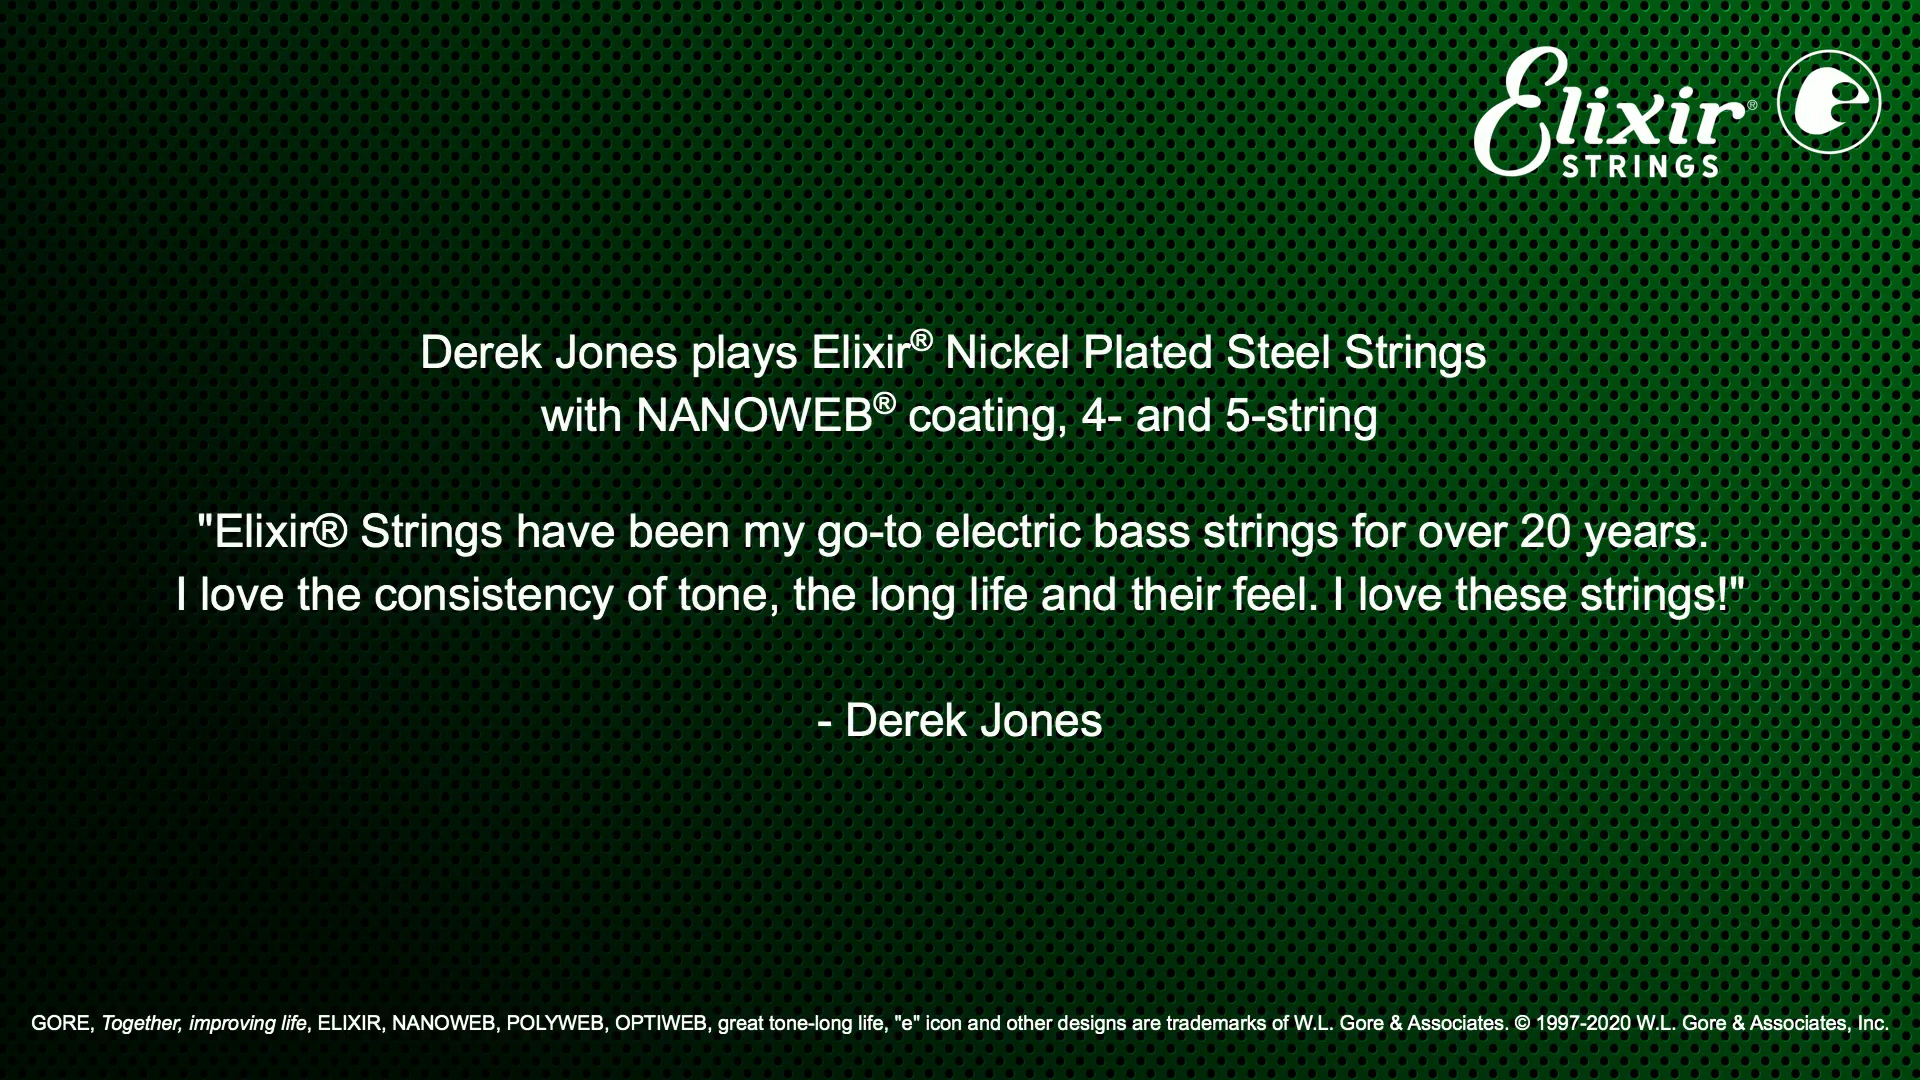 Elixir®
STRINGS
Derek Jones plays Elixir® Nickel Plated Steel Strings
with NANOWEB® coating, 4- and 5-string
"Elixir® Strings have been my go-to electric bass strings for over 20 years.
I love the consistency of tone, the long life and their feel. I love these strings!"
- Derek Jones
GORE, Together, improving life, ELIXIR, NANOWEB, POLYWEB, OPTIWEB, great tone-long life, "e" icon and other designs are trademarks of W.L. Gore & Associates. © 1997-2020 W.L. Gore & Associates, Inc.